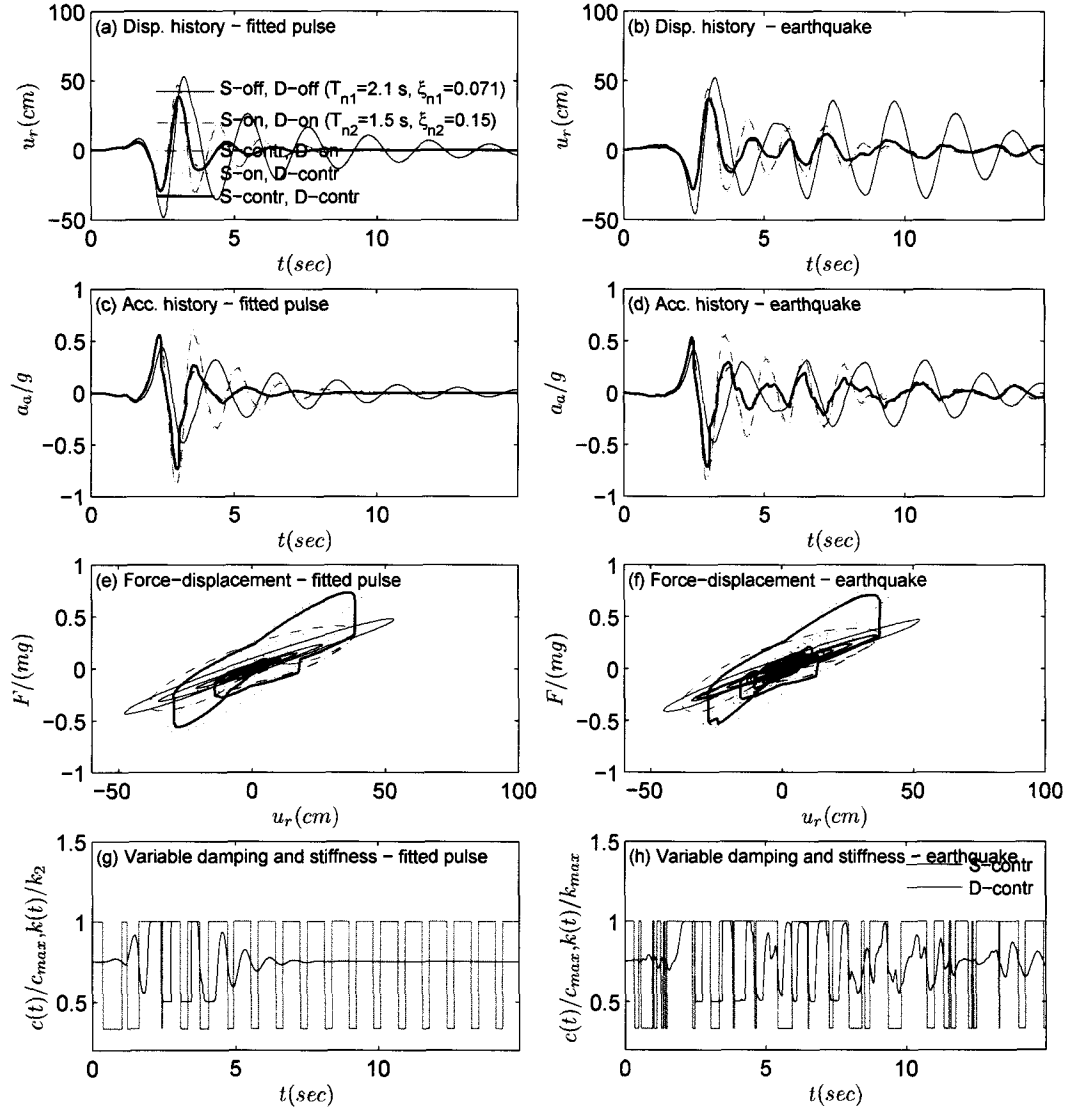 (a) Disp. history − fitted pulse
S−off, D−off (T_n1=2.1 s, ξ_n1=0.071)
S−on, D−on (T_n2=1.5 s, ξ_n2=0.15)
S−contr, D−on
S−on, D−contr
S−contr, D−contr
u_r(cm)
100
50
0
−50
0
5
10
t(sec)
(b) Disp. history − earthquake
u_r(cm)
100
50
0
−50
0
5
10
t(sec)
(c) Acc. history − fitted pulse
a_a/g
1
0.5
0
−0.5
−1
0
5
10
t(sec)
(d) Acc. history − earthquake
a_a/g
1
0.5
0
−0.5
−1
0
5
10
t(sec)
(e) Force−displacement − fitted pulse
F/(mg)
1
0.5
0
−0.5
−1
−50
0
50
100
u_r(cm)
(f) Force−displacement − earthquake
F/(mg)
1
0.5
0
−0.5
−1
−50
0
50
100
u_r(cm)
(g) Variable damping and stiffness − fitted pulse
c(t)/c_max,k(t)/k_2
1.5
1
0.5
0
5
10
t(sec)
(h) Variable damping and stiffness − earthquake
S−contr
D−contr
c(t)/c_max,k(t)/k_max
1.5
1
0.5
0
5
10
t(sec)